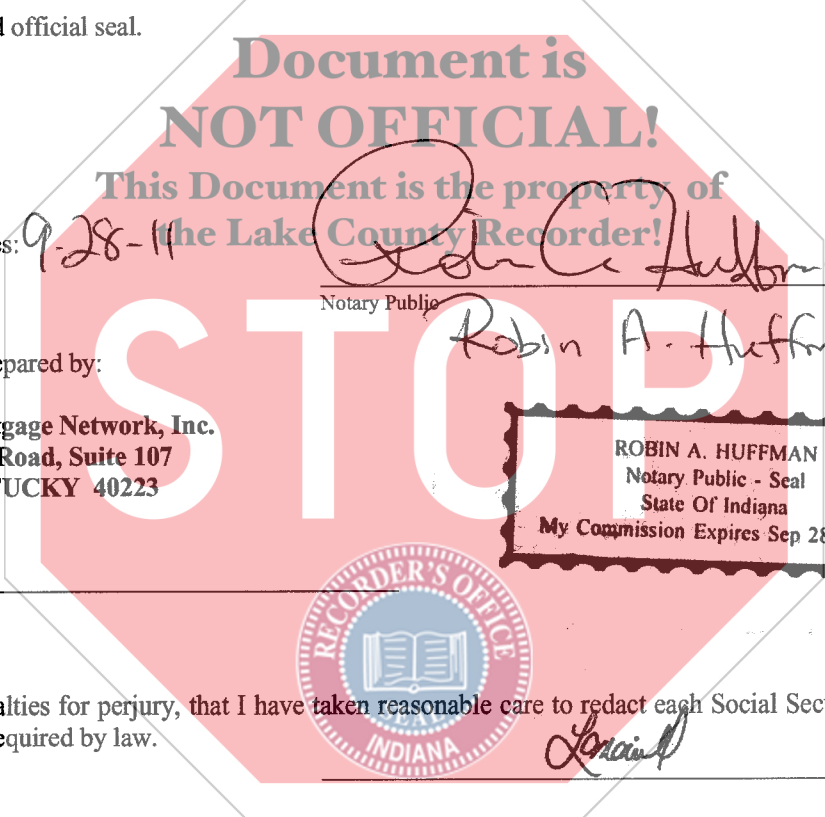 d official seal.
Document is
NOT OFFICIAL!
This Document is the property of
the Lake County Recorder!
es: 9-28-11
Notary Public
Robin A. Huffm
STOP
epared by:
gage Network, Inc.
Road, Suite 107
TUCKY 40223
ROBIN A. HUFFMAN
Notary Public - Seal
State Of Indiana
My Commission Expires Sep 28
RECORDER'S OFFICE
SEAL
INDIANA
alties for perjury, that I have taken reasonable care to redact each Social Sec
equired by law.